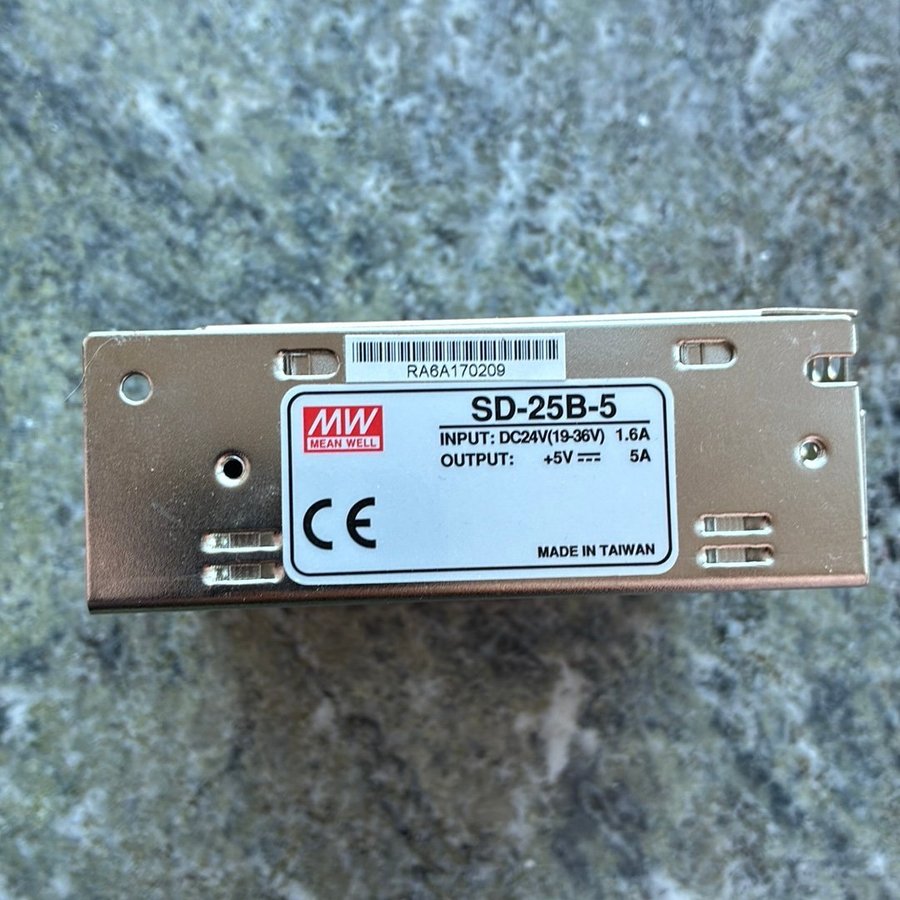 RA6A170209
MW
MEAN WELL
SD-25B-5
INPUT: DC24V(19-36V) 1.6A
OUTPUT: +5V⎓ 5A
CE
MADE IN TAIWAN